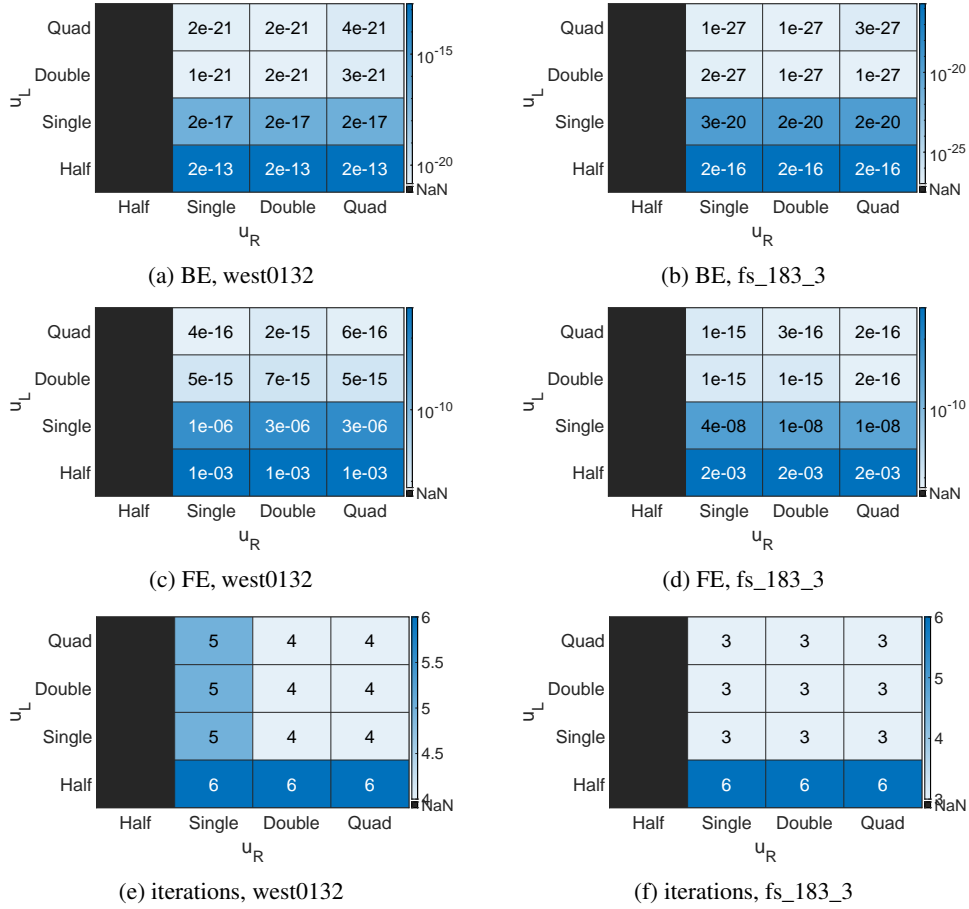 Quad 2e-21 2e-21 4e-21
Double 1e-21 2e-21 3e-21
Single 2e-17 2e-17 2e-17
Half 2e-13 2e-13 2e-13
Half Single Double Quad
u_R
u_L
10^-15
10^-20
NaN
(a) BE, west0132
Quad 1e-27 1e-27 3e-27
Double 2e-27 1e-27 1e-27
Single 3e-20 2e-20 2e-20
Half 2e-16 2e-16 2e-16
Half Single Double Quad
u_R
u_L
10^-20
10^-25
NaN
(b) BE, fs_183_3
Quad 4e-16 2e-15 6e-16
Double 5e-15 7e-15 5e-15
Single 1e-06 3e-06 3e-06
Half 1e-03 1e-03 1e-03
Half Single Double Quad
u_R
u_L
10^-10
NaN
(c) FE, west0132
Quad 1e-15 3e-16 2e-16
Double 1e-15 1e-15 2e-16
Single 4e-08 1e-08 1e-08
Half 2e-03 2e-03 2e-03
Half Single Double Quad
u_R
u_L
10^-10
NaN
(d) FE, fs_183_3
Quad 5 4 4
Double 5 4 4
Single 5 4 4
Half 6 6 6
Half Single Double Quad
u_R
u_L
6
5.5
5
4.5
4
NaN
(e) iterations, west0132
Quad 3 3 3
Double 3 3 3
Single 3 3 3
Half 6 6 6
Half Single Double Quad
u_R
u_L
6
5
4
3
NaN
(f) iterations, fs_183_3